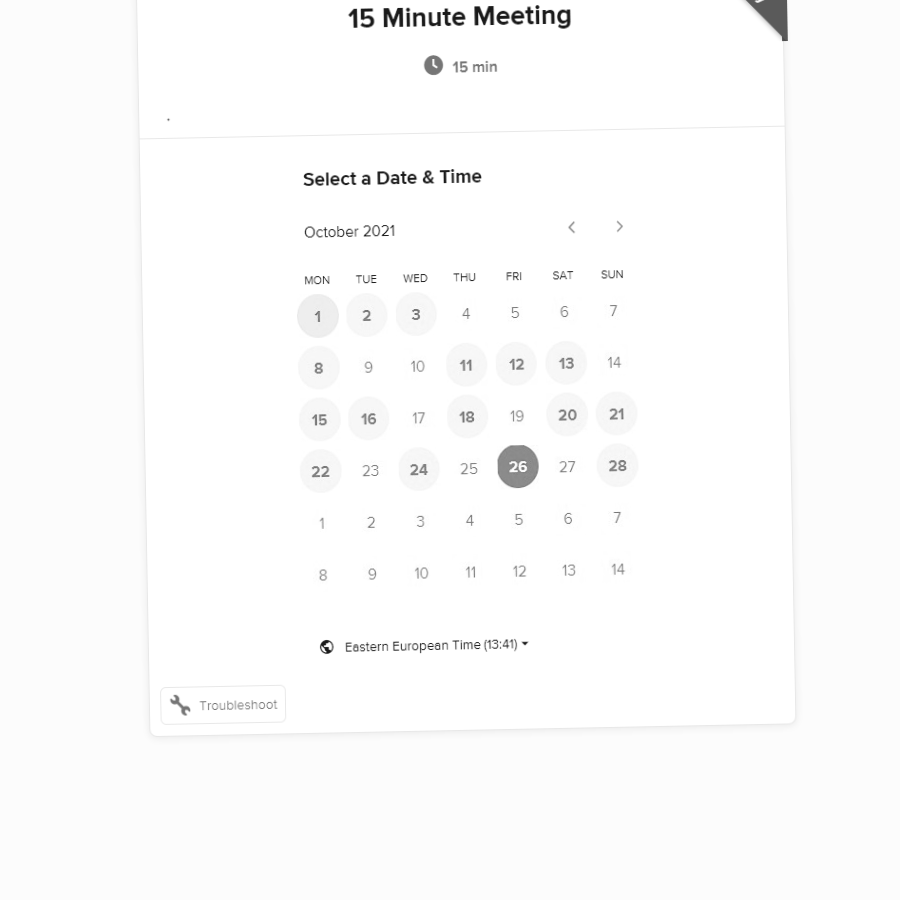 15 Minute Meeting
15 min
.
Select a Date & Time
October 2021
MON TUE WED THU FRI SAT SUN
1 2 3 4 5 6 7
8 9 10 11 12 13 14
15 16 17 18 19 20 21
22 23 24 25 26 27 28
1 2 3 4 5 6 7
8 9 10 11 12 13 14
Eastern European Time (13:41)
Troubleshoot